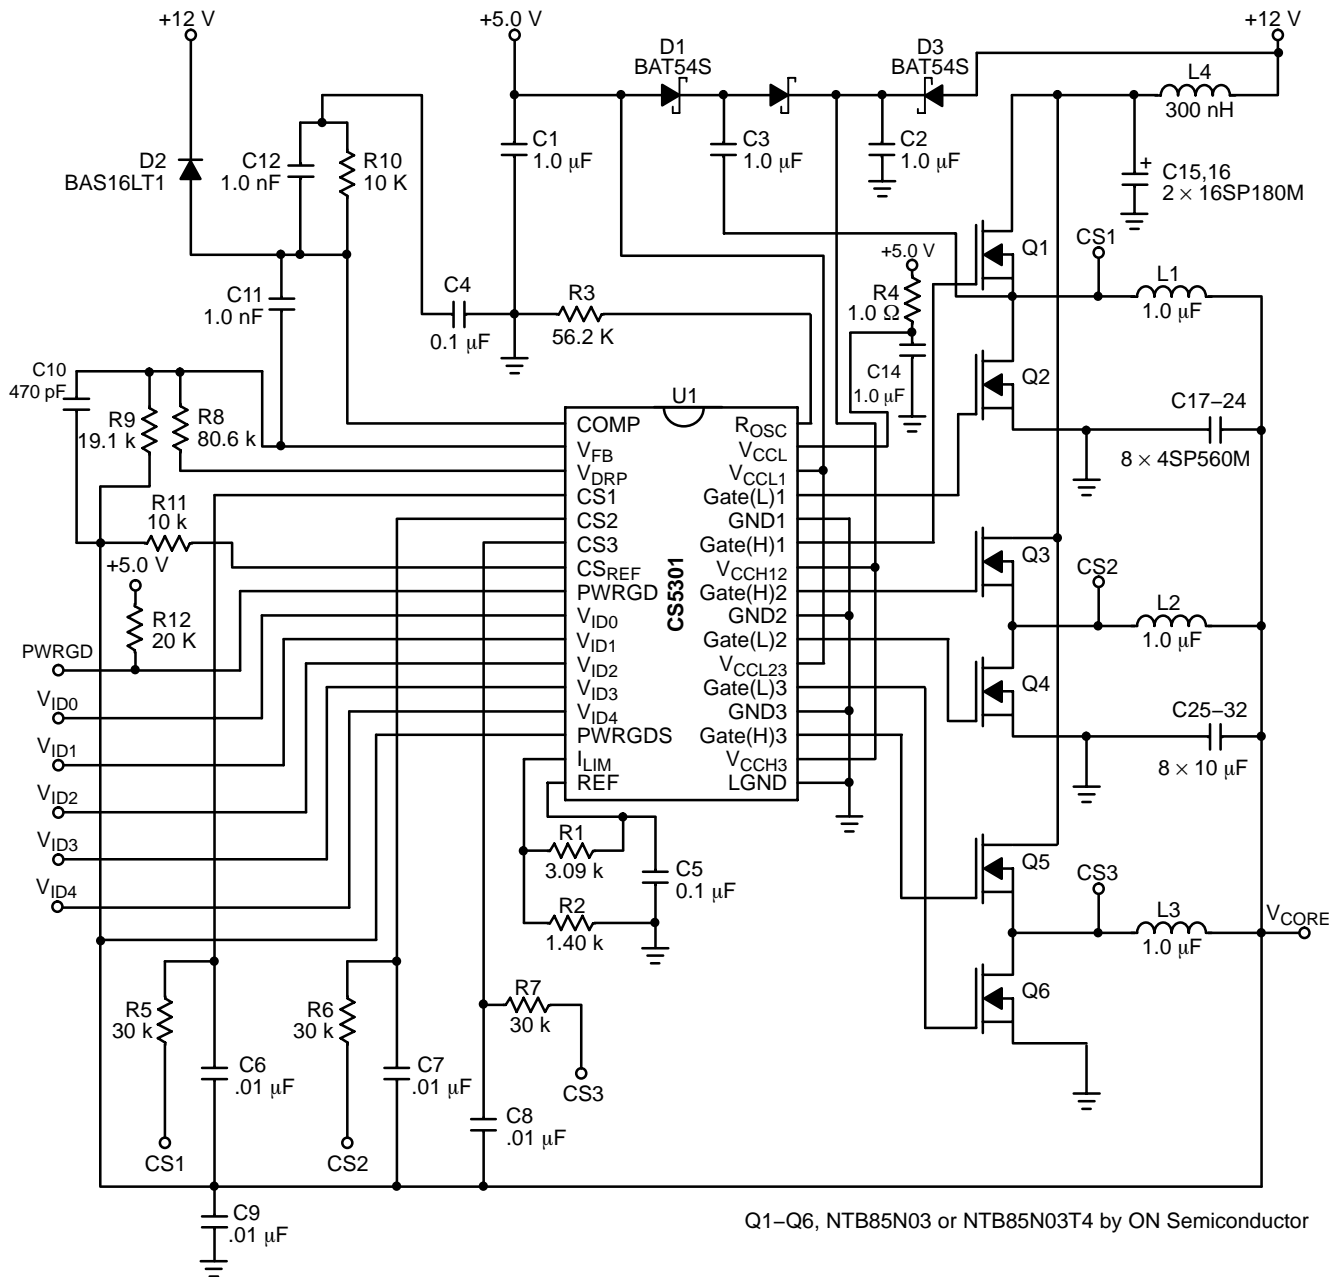 +12 V
+5.0 V
+12 V
D1
BAT54S
D3
BAT54S
L4
300 nH
D2
BAS16LT1
C12
1.0 nF
R10
10 K
C1
1.0 μF
C3
1.0 μF
C2
1.0 μF
+
C15,16
2 × 16SP180M
C11
1.0 nF
C4
0.1 μF
R3
56.2 K
+5.0 V
R4
1.0 Ω
C14
1.0 μF
Q1
CS1
L1
1.0 μF
C10
470 pF
R9
19.1 k
R8
80.6 k
Q2
C17–24
8 × 4SP560M
U1
CS5301
COMP
VFB
VDRP
CS1
CS2
CS3
CSREF
PWRGD
VID0
VID1
VID2
VID3
VID4
PWRGDS
ILIM
REF
ROSC
VCCL
VCCL1
Gate(L)1
GND1
Gate(H)1
VCCH12
Gate(H)2
GND2
Gate(L)2
VCCL23
Gate(L)3
GND3
Gate(H)3
VCCH3
LGND
R11
10 k
+5.0 V
R12
20 K
PWRGD
VID0
VID1
VID2
VID3
VID4
Q3
CS2
L2
1.0 μF
Q4
C25–32
8 × 10 μF
R1
3.09 k
R2
1.40 k
C5
0.1 μF
Q5
CS3
L3
1.0 μF
VCORE
Q6
R5
30 k
C6
.01 μF
CS1
R6
30 k
C7
.01 μF
CS2
R7
30 k
CS3
C8
.01 μF
C9
.01 μF
Q1–Q6, NTB85N03 or NTB85N03T4 by ON Semiconductor